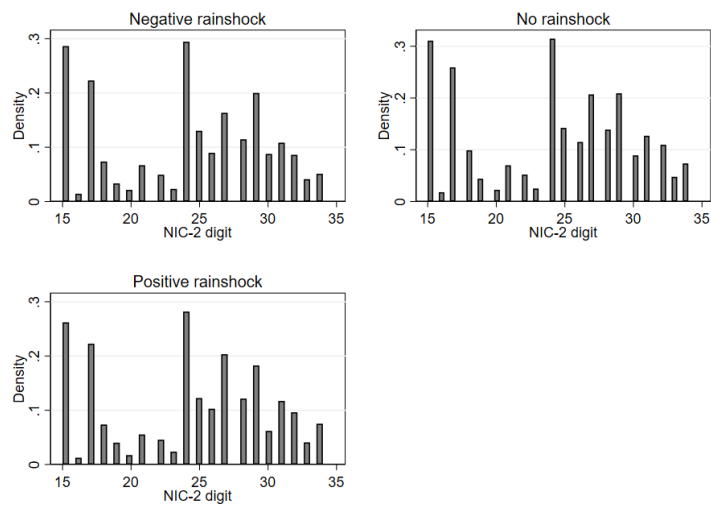 Negative rainshock
Density
0 .1 .2 .3
15 20 25 30 35
NIC-2 digit
No rainshock
Density
0 .1 .2 .3
15 20 25 30 35
NIC-2 digit
Positive rainshock
Density
0 .1 .2 .3
15 20 25 30 35
NIC-2 digit